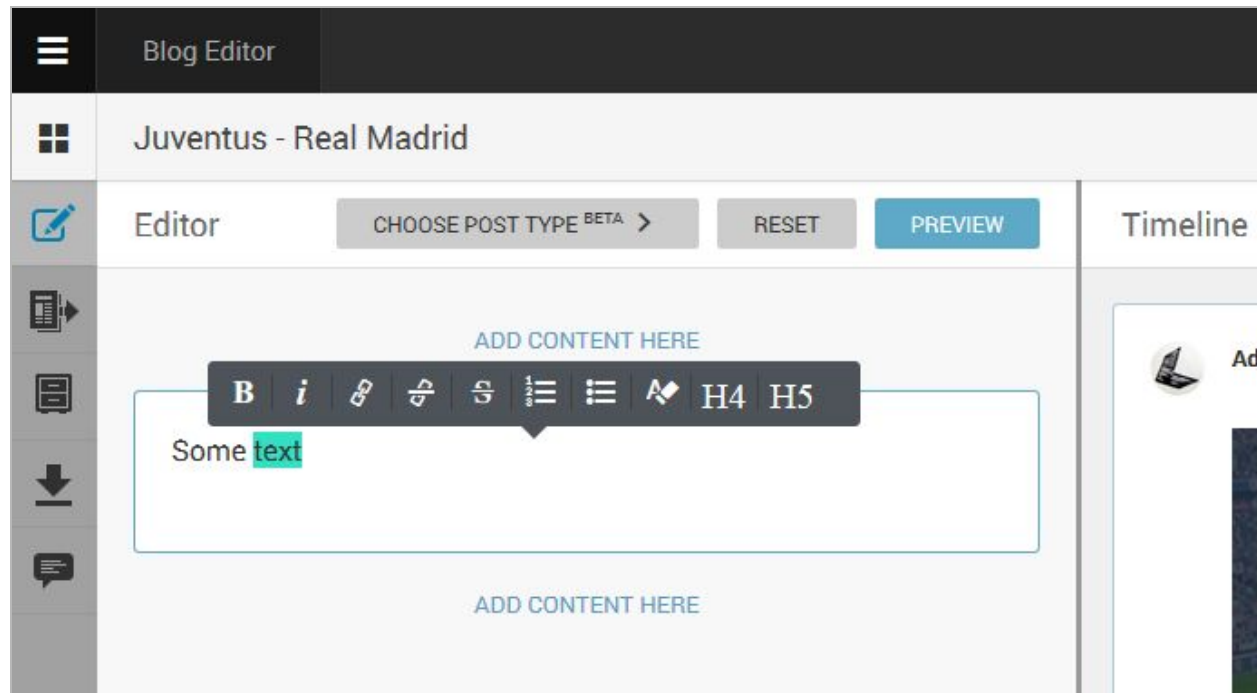 Blog Editor
Juventus - Real Madrid
Editor
CHOOSE POST TYPE BETA >
RESET
PREVIEW
Timeline
ADD CONTENT HERE
B i S H4 H5
Some text
ADD CONTENT HERE